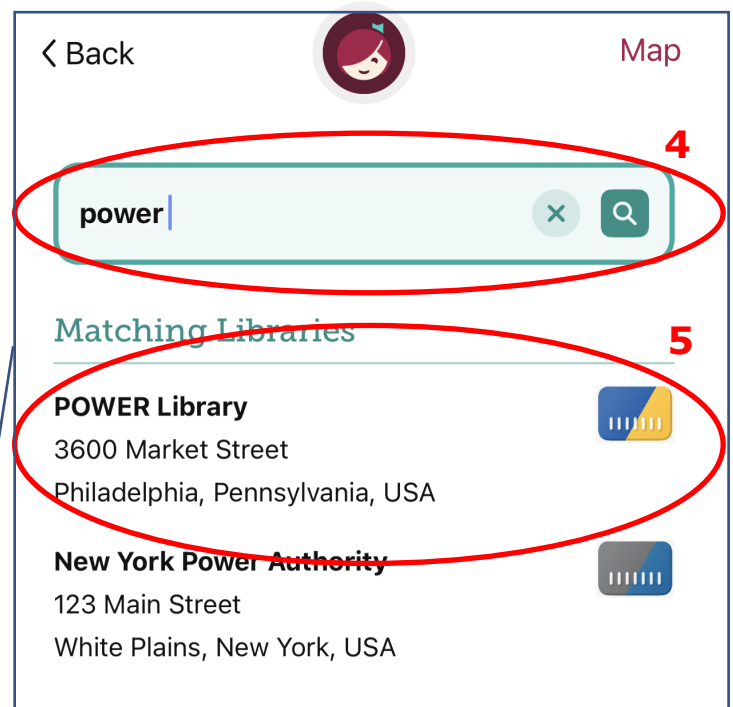 Back
Map
4
power
Matching Libraries
5
POWER Library
3600 Market Street
Philadelphia, Pennsylvania, USA
New York Power Authority
123 Main Street
White Plains, New York, USA